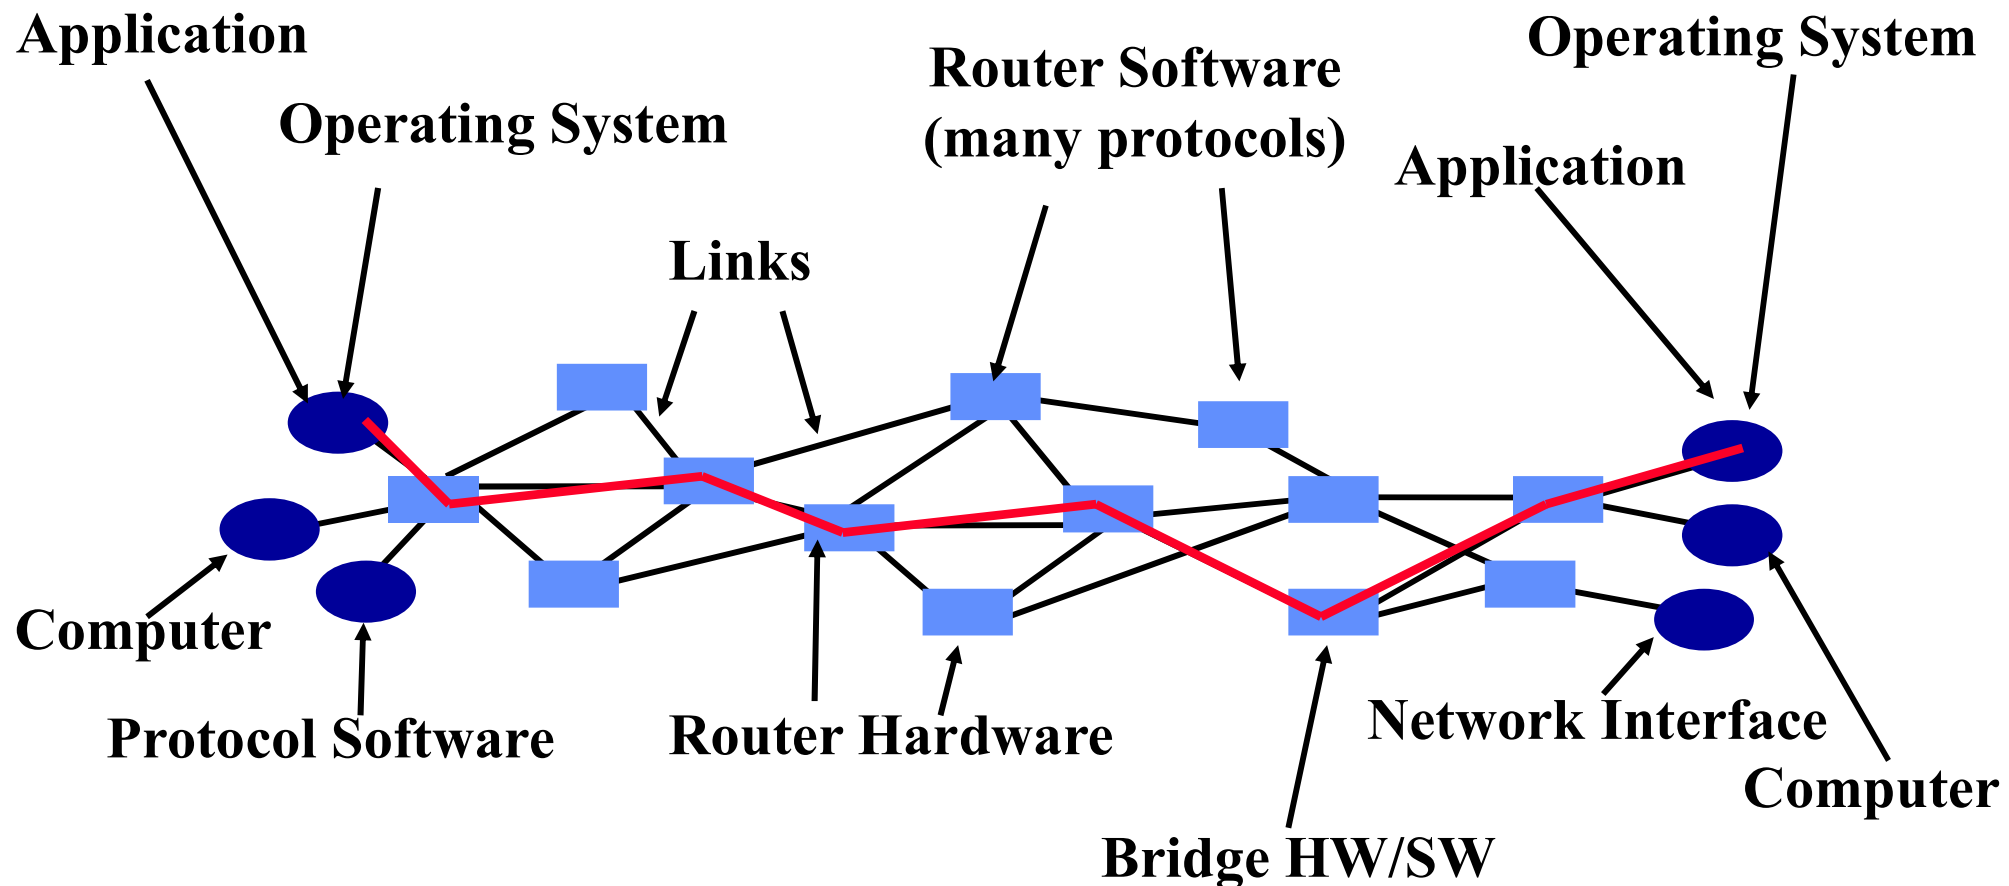 Application
Operating System
Router Software
(many protocols)
Operating System
Application
Links
Computer
Protocol Software
Router Hardware
Network Interface
Computer
Bridge HW/SW